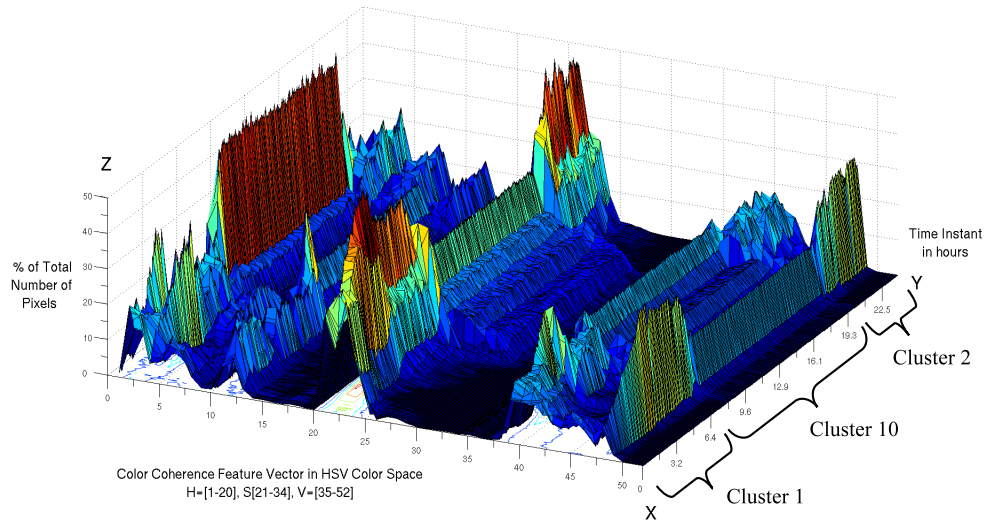 Z
50
40
30
20
10
0
% of Total
Number of
Pixels
0
5
10
15
20
25
30
35
40
45
50
Color Coherence Feature Vector in HSV Color Space
H=[1-20], S[21-34], V=[35-52]
X
0
3.2
6.4
9.6
12.9
16.1
19.3
22.5
Y
Time Instant
in hours
Cluster 2
Cluster 10
Cluster 1